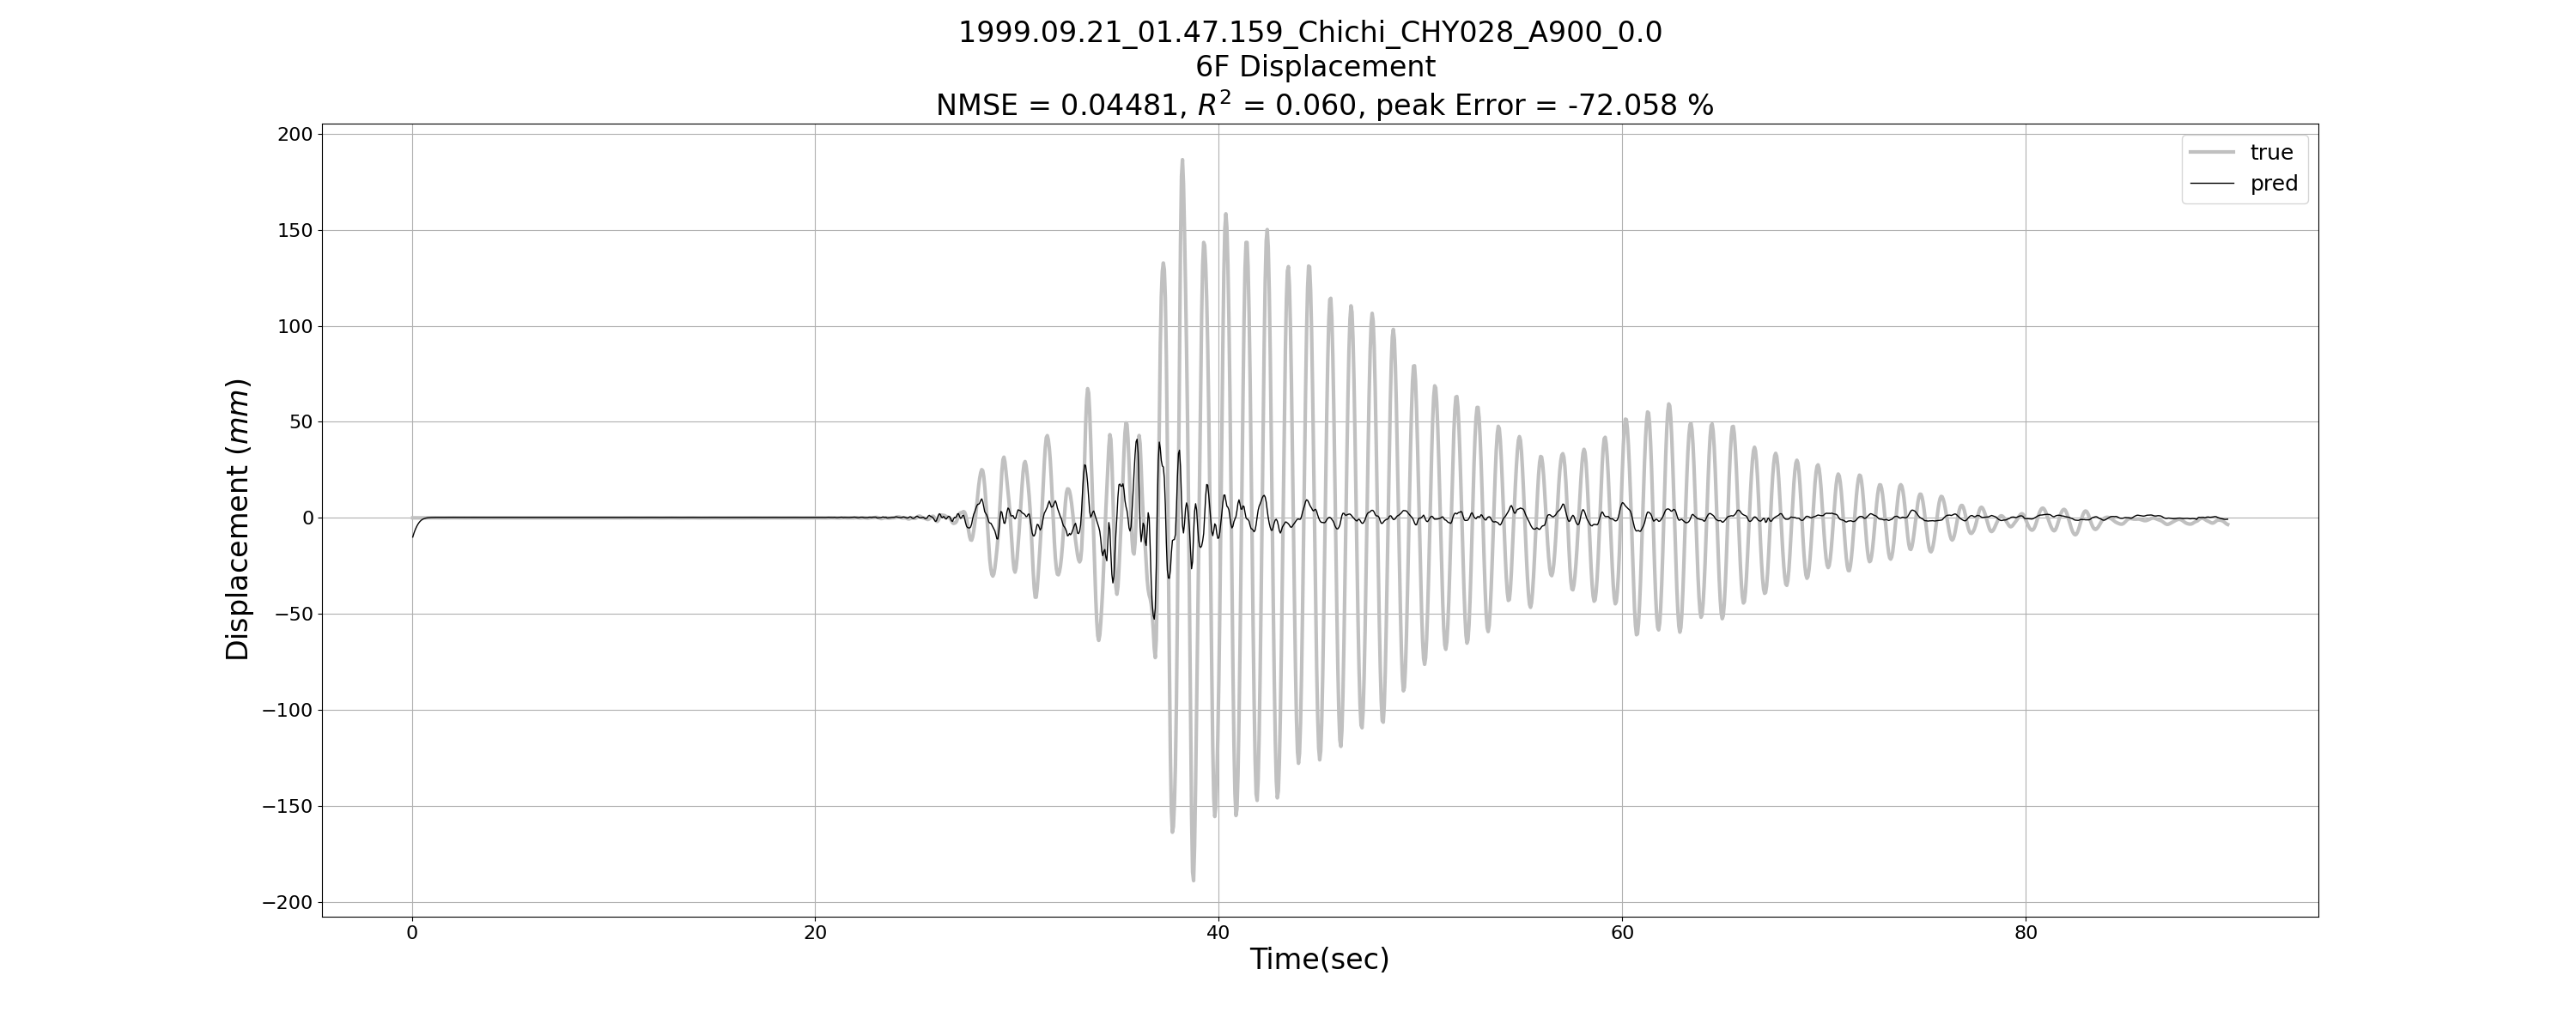 1999.09.21_01.47.159_Chichi_CHY028_A900_0.0
6F Displacement
NMSE = 0.04481, R² = 0.060, peak Error = -72.058 %
true
pred
Displacement (mm)
200
150
100
50
0
−50
−100
−150
−200
0 20 40 60 80
Time(sec)